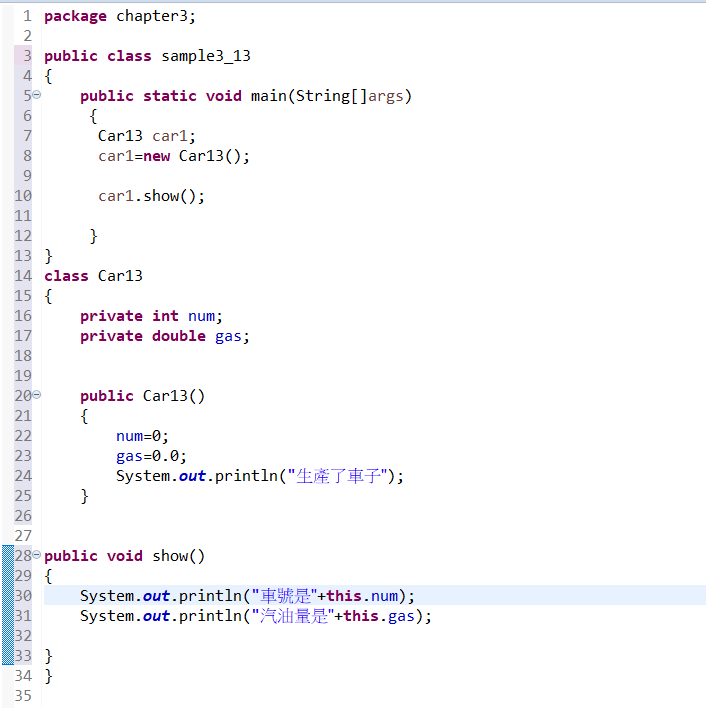 1 package chapter3;
2
3 public class sample3_13
4 {
5 public static void main(String[]args)
6 {
7 Car13 car1;
8 car1=new Car13();
9
10 car1.show();
11
12 }
13 }
14 class Car13
15 {
16 private int num;
17 private double gas;
18
19
20 public Car13()
21 {
22 num=0;
23 gas=0.0;
24 System.out.println("生產了車子");
25 }
26
27
28 public void show()
29 {
30 System.out.println("車號是"+this.num);
31 System.out.println("汽油量是"+this.gas);
32
33 }
34 }
35